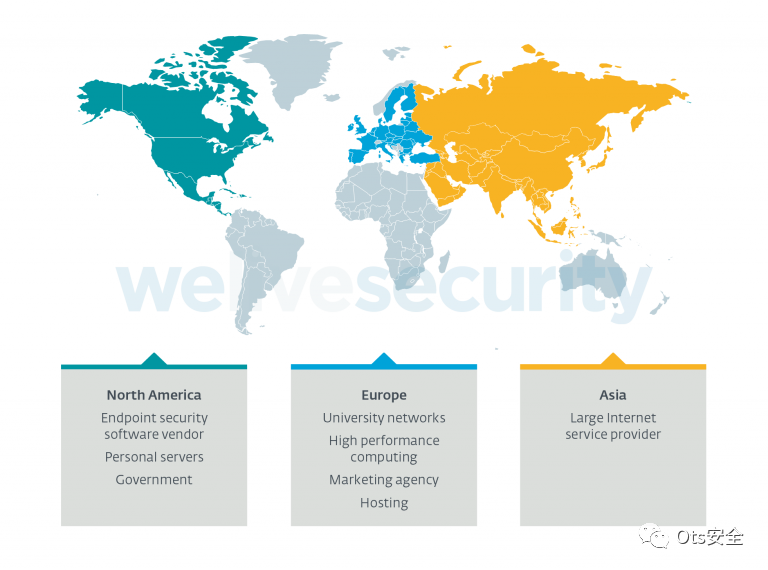 welivesecurity
North America
Endpoint security
software vendor
Personal servers
Government
Europe
University networks
High performance
computing
Marketing agency
Hosting
Asia
Large Internet
service provider
Ots安全